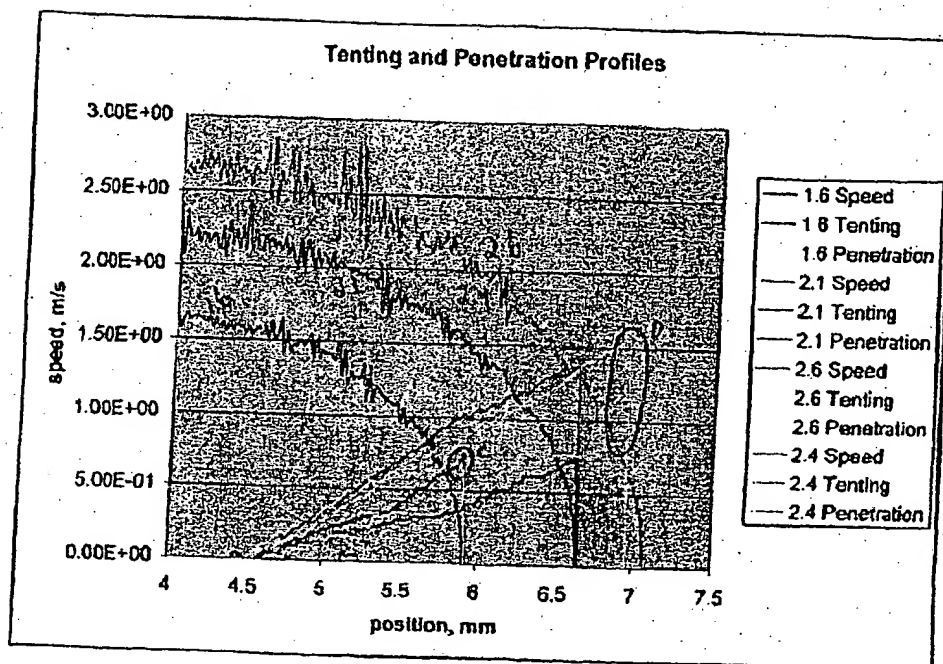 Tenting and Penetration Profiles
3.00E+00
2.50E+00
2.00E+00
1.50E+00
1.00E+00
5.00E-01
0.00E+00
speed, m/s
4
4.5
5
5.5
6
6.5
7
7.5
position, mm
1.6 Speed
1 6 Tenting
1.6 Penetration
2.1 Speed
2.1 Tenting
2.1 Penetration
2.6 Speed
2.6 Tenting
2.6 Penetration
2.4 Speed
2.4 Tenting
2.4 Penetration
2.6
P